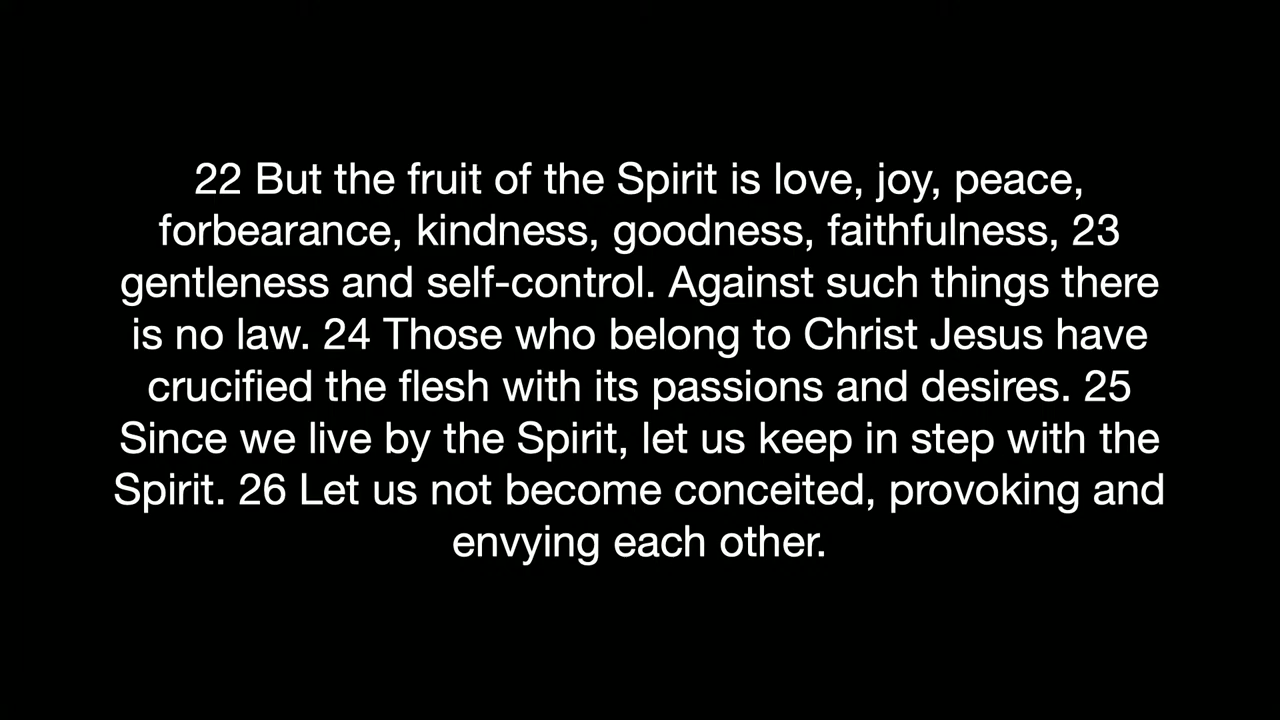 22 But the fruit of the Spirit is love, joy, peace,
forbearance, kindness, goodness, faithfulness, 23
gentleness and self-control. Against such things there
is no law. 24 Those who belong to Christ Jesus have
crucified the flesh with its passions and desires. 25
Since we live by the Spirit, let us keep in step with the
Spirit. 26 Let us not become conceited, provoking and
envying each other.